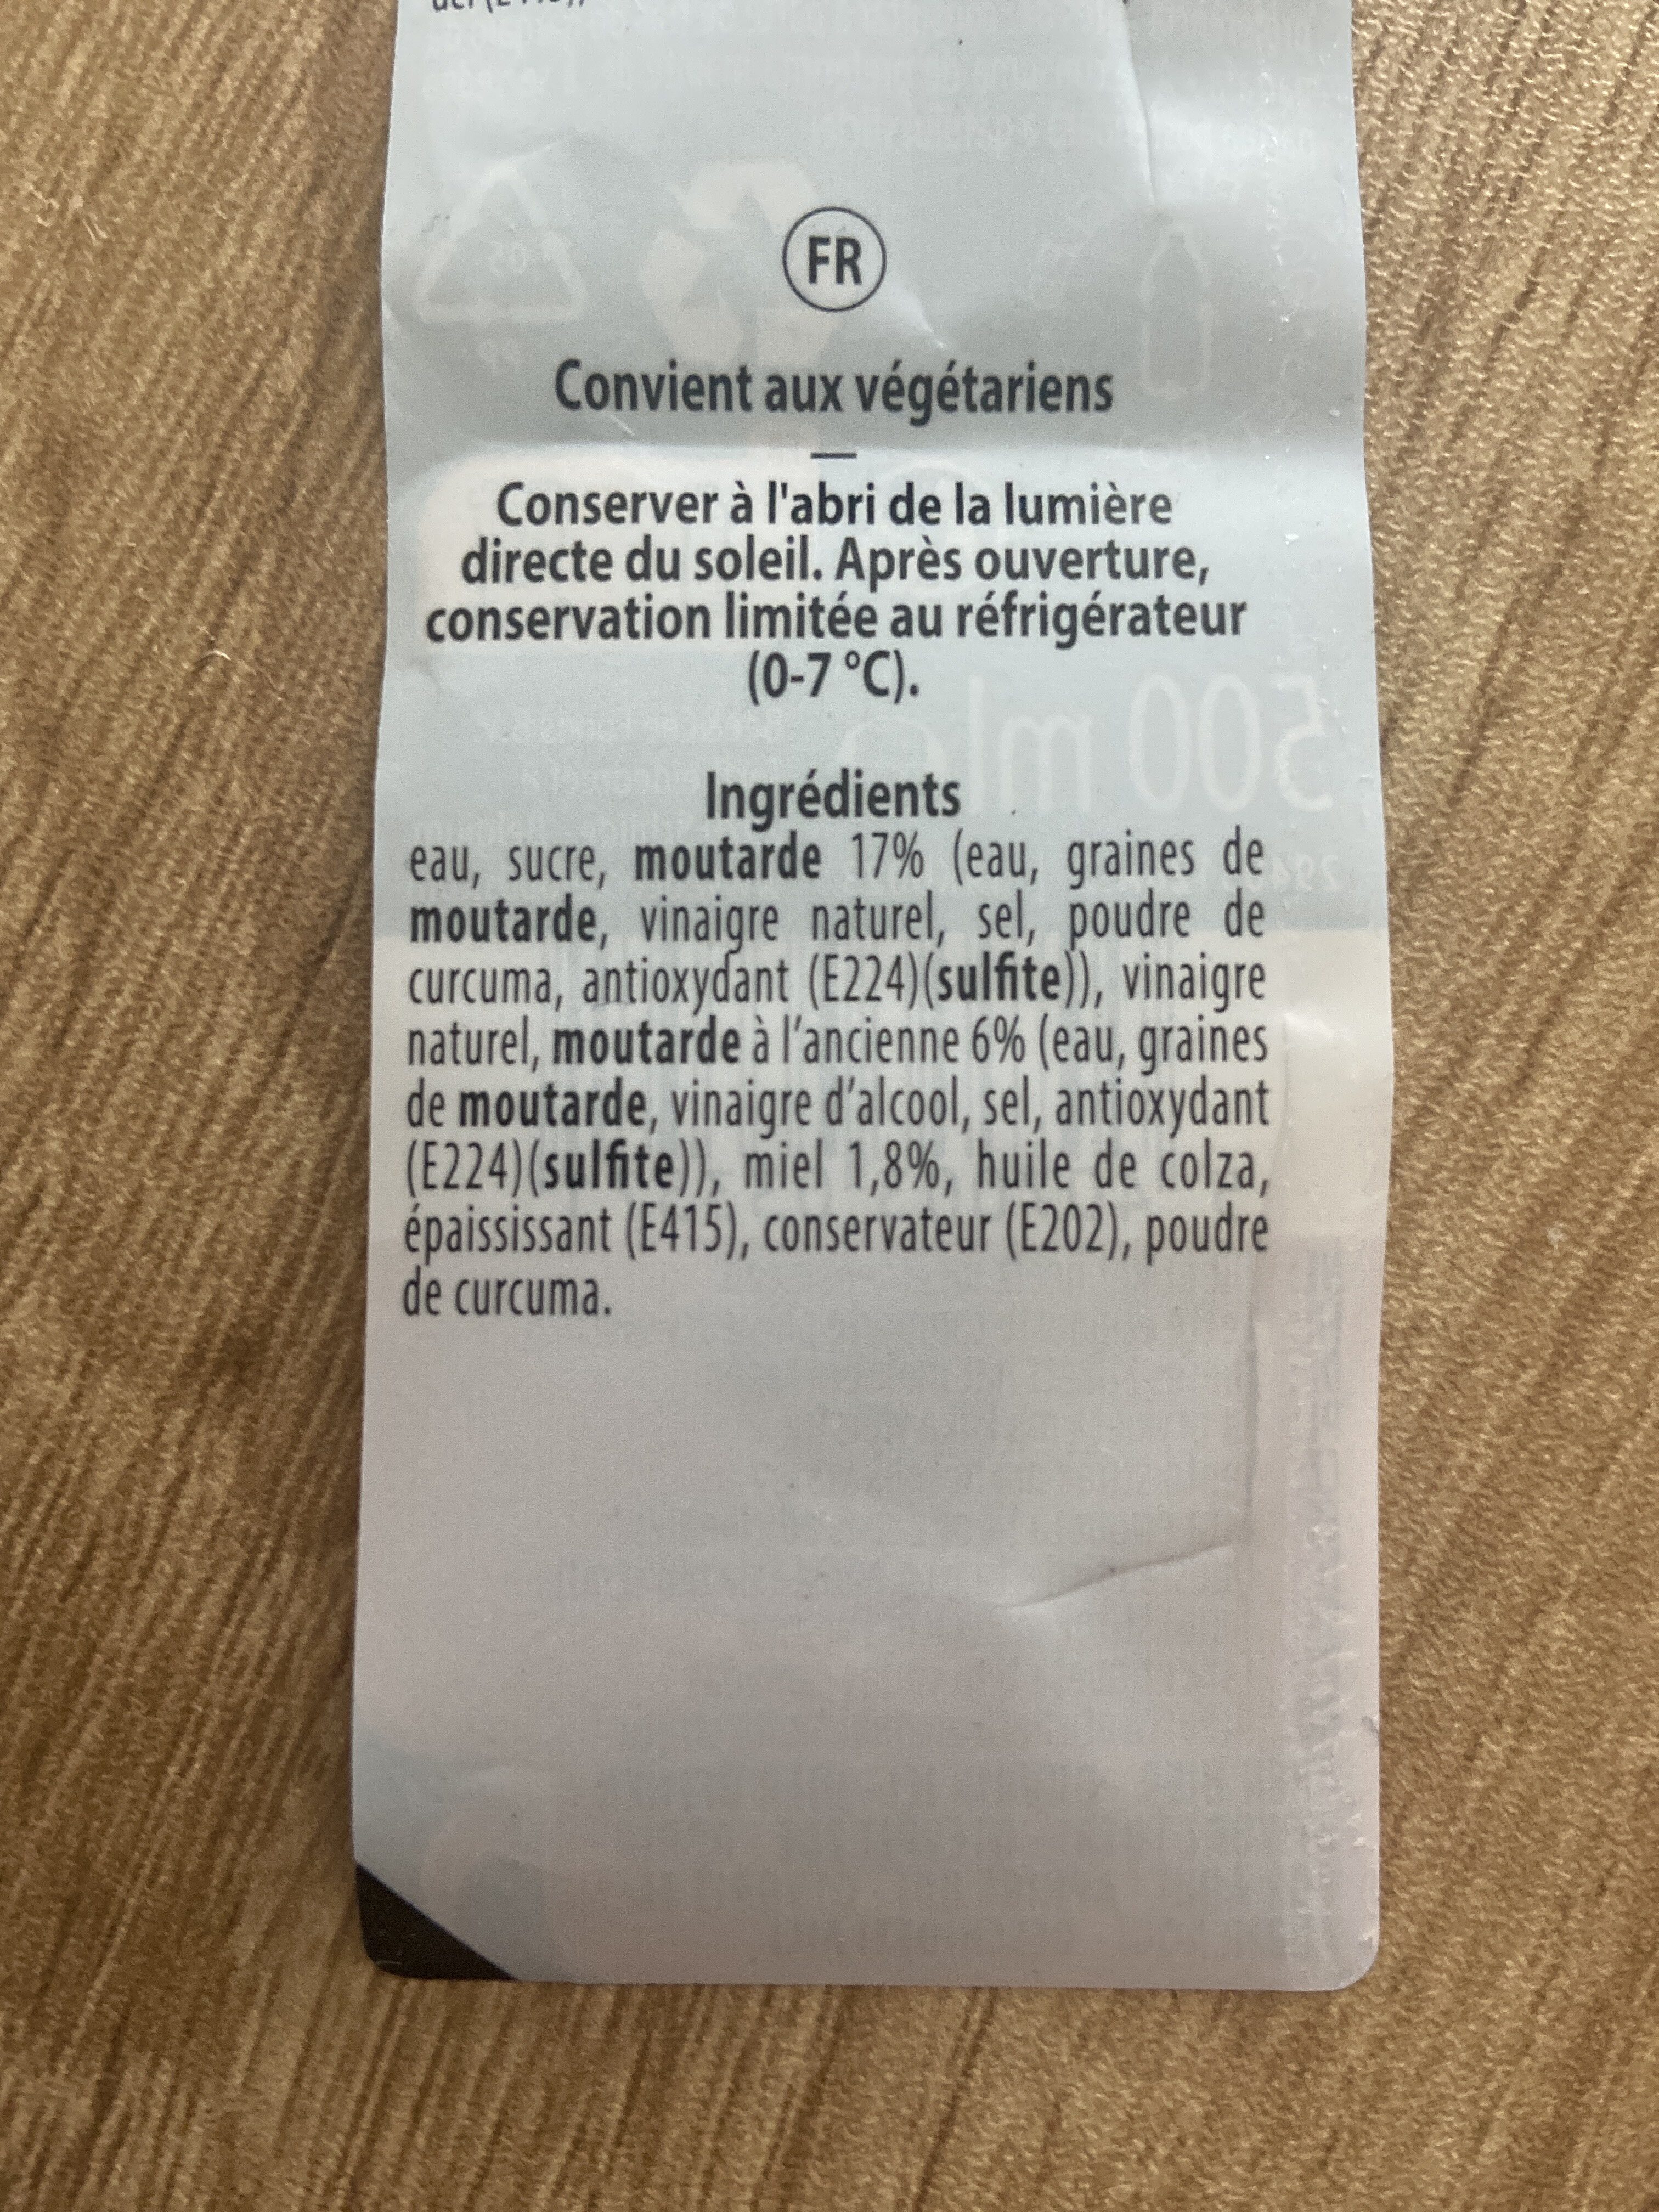 FR
Convient aux végétariens
—
Conserver à l'abri de la lumière
directe du soleil. Après ouverture,
conservation limitée au réfrigérateur
(0-7 °C).
Ingrédients
eau, sucre, moutarde 17% (eau, graines de
moutarde, vinaigre naturel, sel, poudre de
curcuma, antioxydant (E224)(sulfite)), vinaigre
naturel, moutarde à l’ancienne 6% (eau, graines
de moutarde, vinaigre d’alcool, sel, antioxydant
(E224)(sulfite)), miel 1,8%, huile de colza,
épaississant (E415), conservateur (E202), poudre
de curcuma.
500 ml